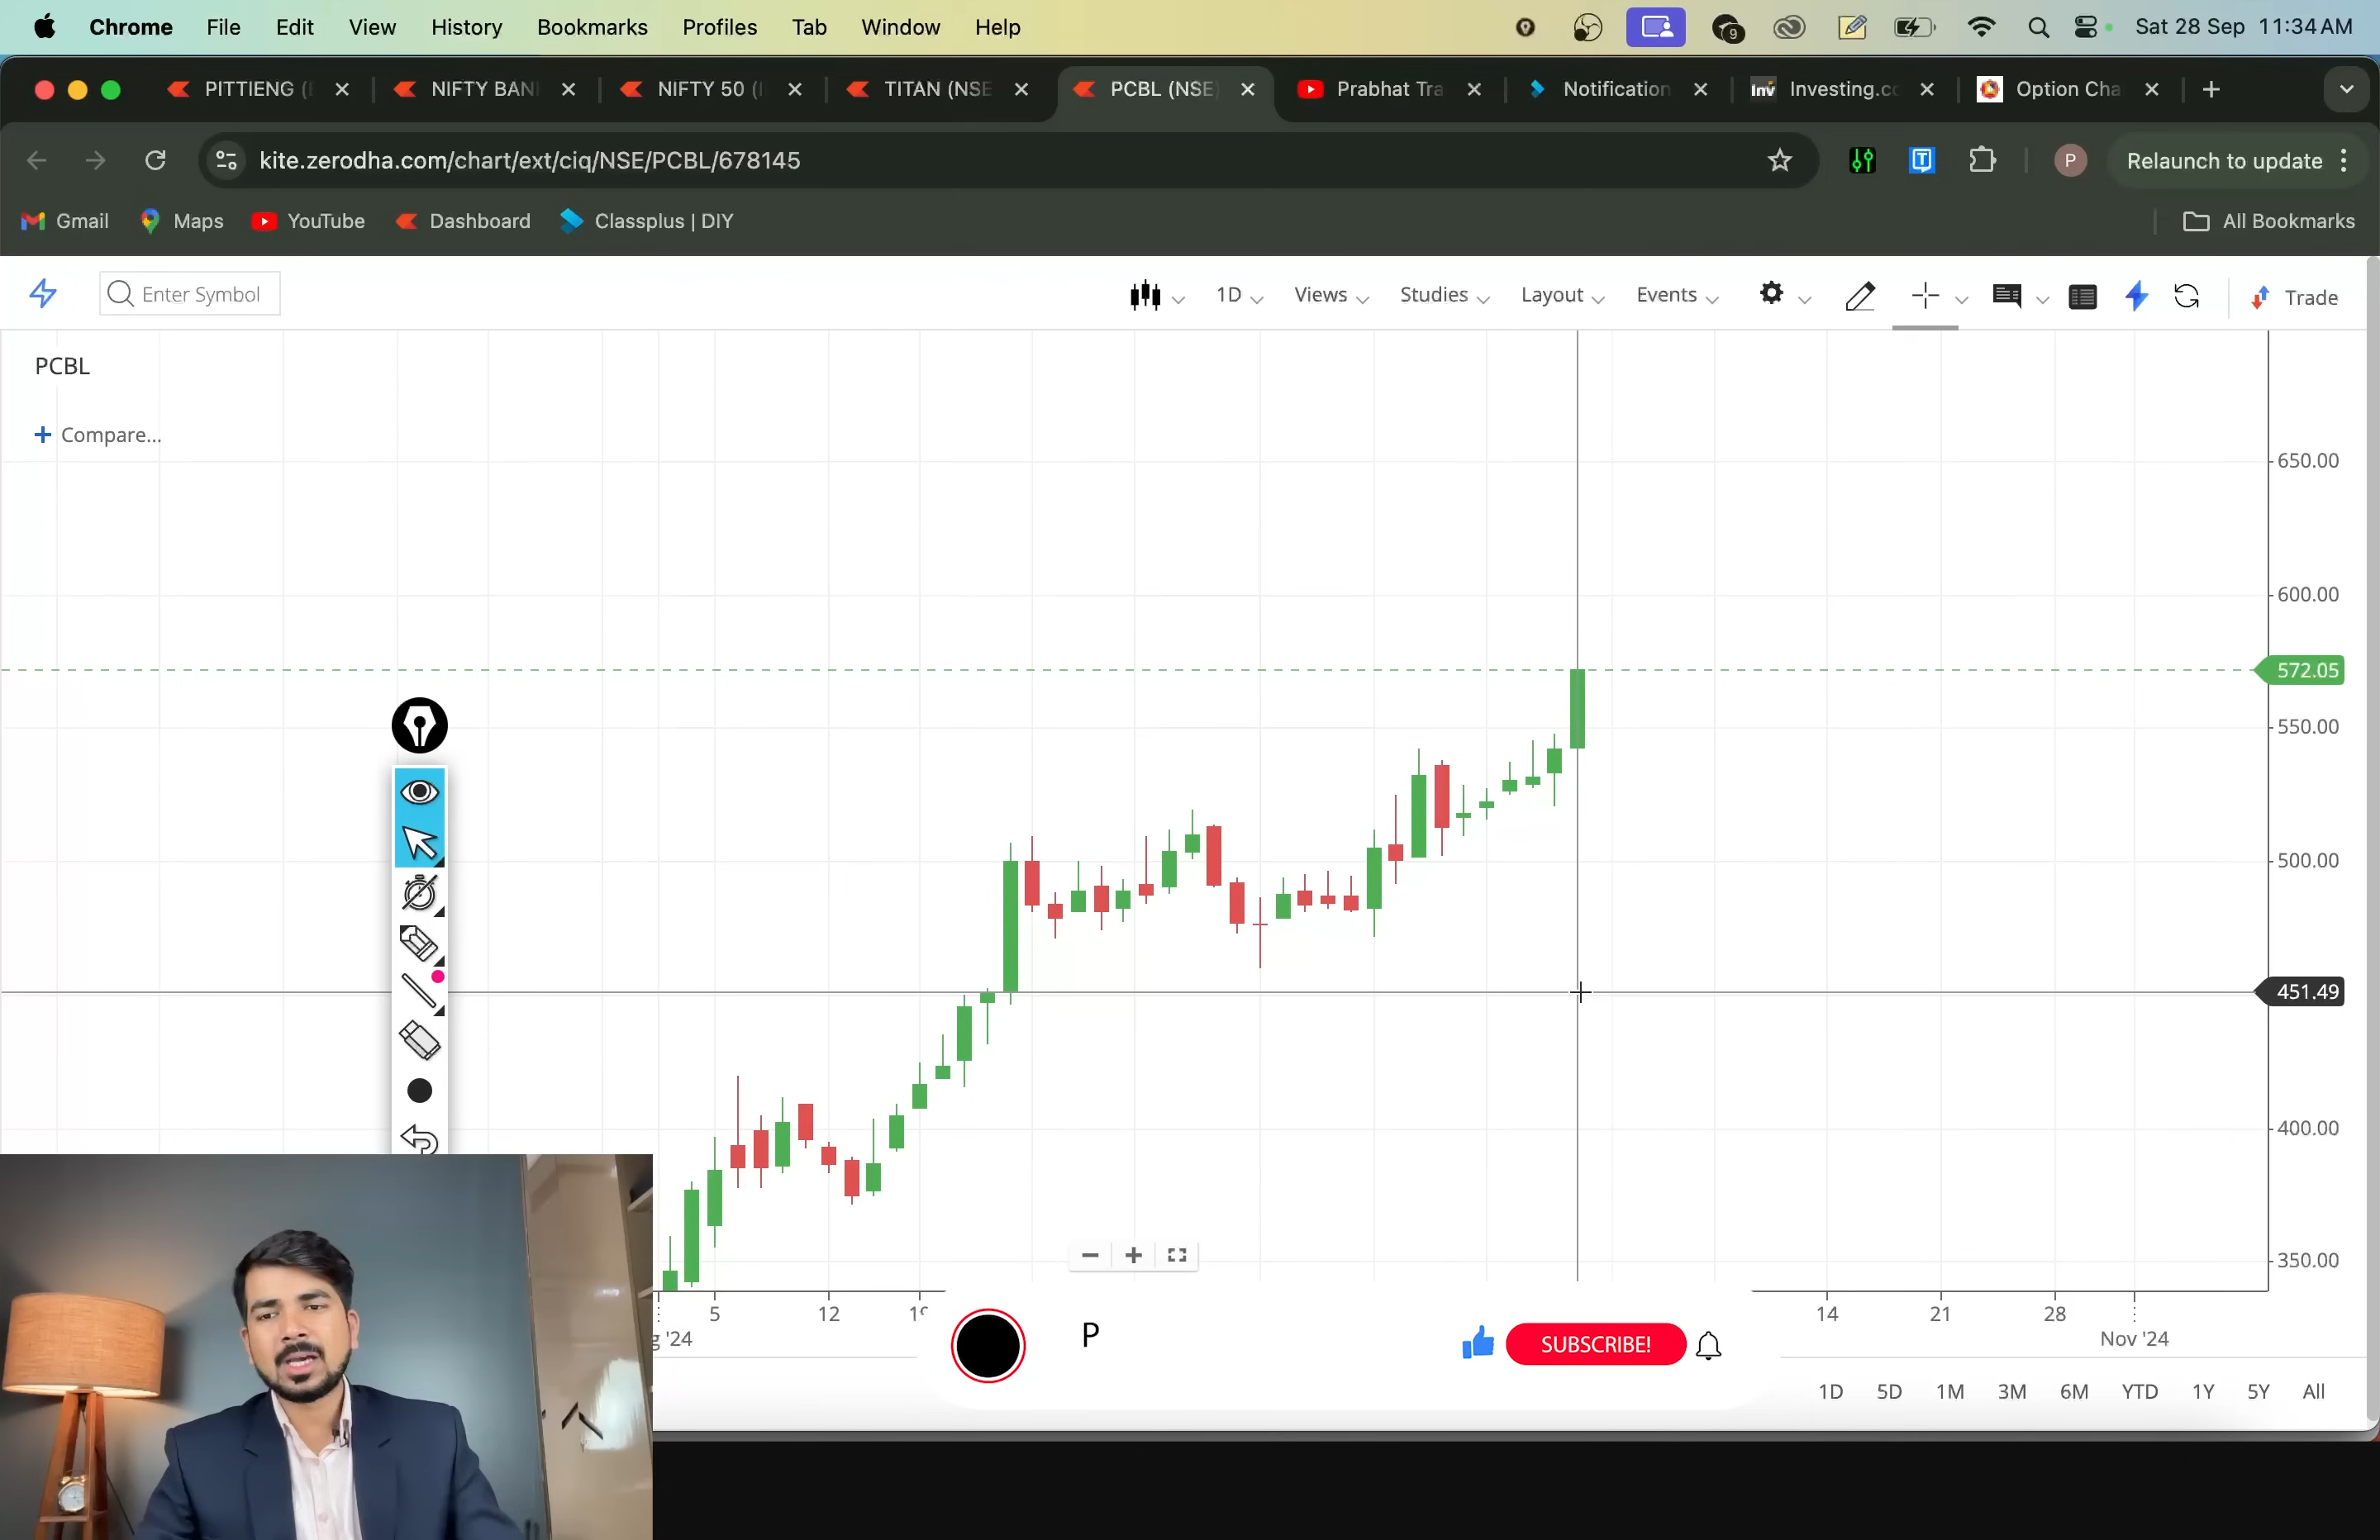 Chrome File Edit View History Bookmarks Profiles Tab Window Help 9 Sat 28 Sep 11:34 AM
PITTIENG ( NIFTY BAN NIFTY 50 ( TITAN (NSE PCBL (NSE) Prabhat Tra Notification Inv Investing.co Option Cha
kite.zerodha.com/chart/ext/ciq/NSE/PCBL/678145 T P Relaunch to update
Gmail Maps YouTube Dashboard Classplus | DIY All Bookmarks
Enter Symbol 1D Views Studies Layout Events Trade
PCBL
Compare...
650.00
600.00
572.05
550.00
500.00
451.49
400.00
350.00
5 12 19 14 21 28
g '24 Nov '24
P SUBSCRIBE!
1D 5D 1M 3M 6M YTD 1Y 5Y All